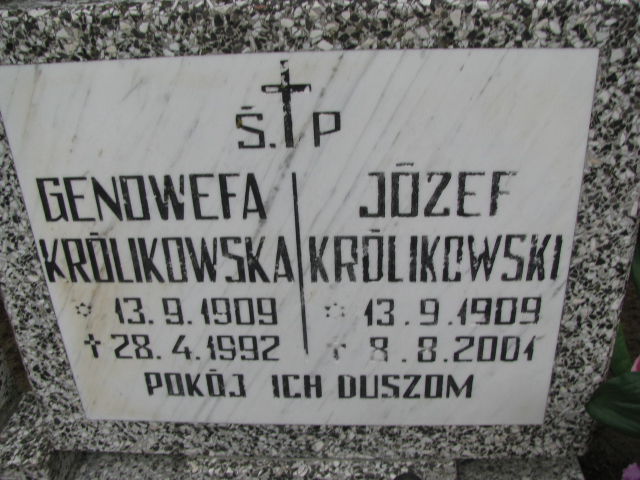 Ś.†P
GENOWEFA
KRÓLIKOWSKA
* 13.9.1909
† 28.4.1992
JÓZEF
KRÓLIKOWSKI
* 13.9.1909
† 8.8.2001
POKÓJ ICH DUSZOM